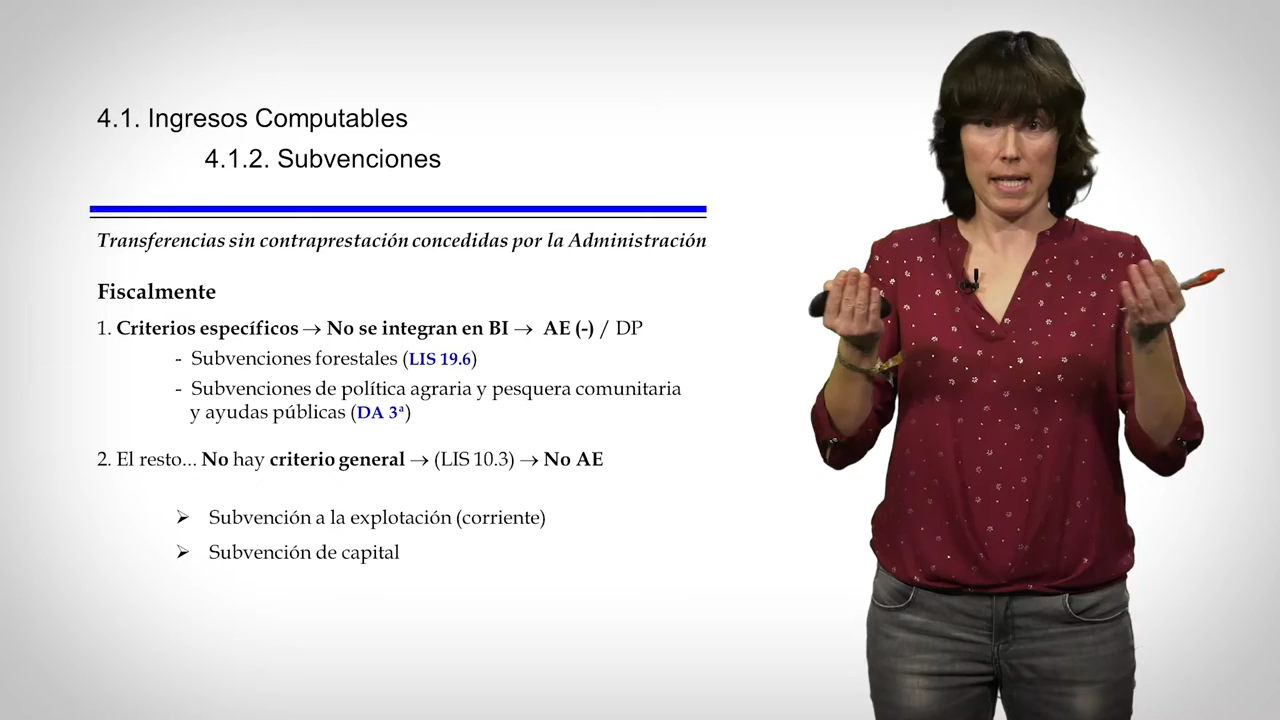 4.1. Ingresos Computables
4.1.2. Subvenciones
Transferencias sin contraprestación concedidas por la Administración
Fiscalmente
1. Criterios específicos → No se integran en BI → AE (-) / DP
- Subvenciones forestales (LIS 19.6)
- Subvenciones de política agraria y pesquera comunitaria
y ayudas públicas (DA 3ª)
2. El resto... No hay criterio general → (LIS 10.3) → No AE
➢ Subvención a la explotación (corriente)
➢ Subvención de capital